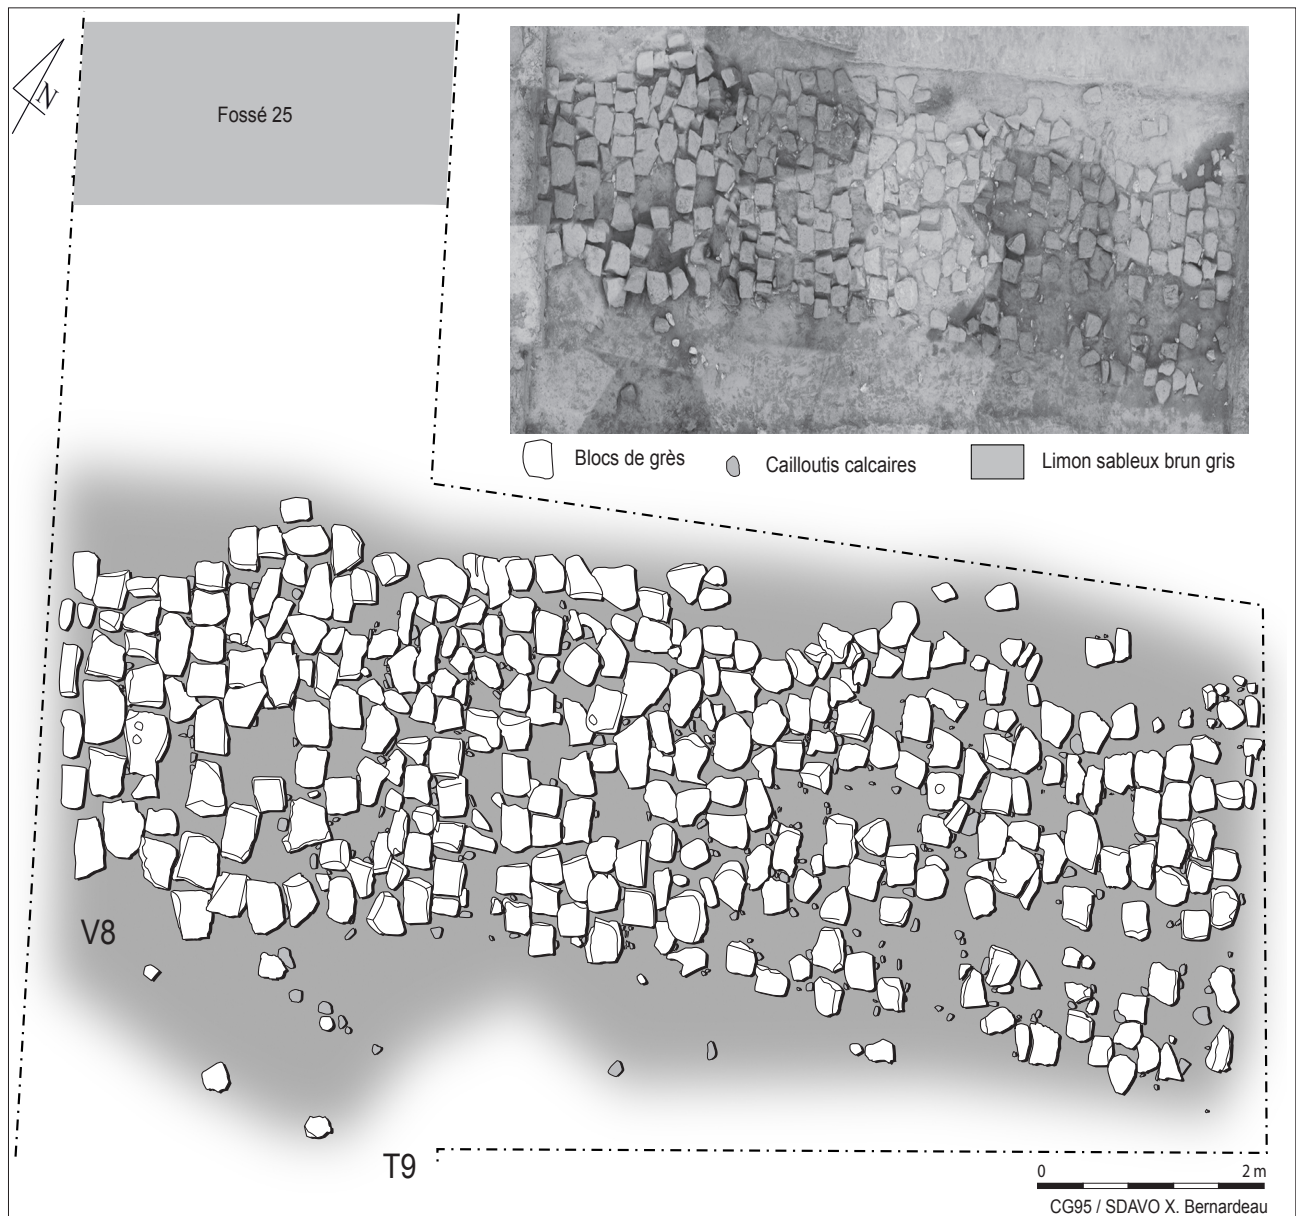 N
Fossé 25
Blocs de grès
Cailloutis calcaires
Limon sableux brun gris
V8
T9
0 2 m
CG95 / SDAVO X. Bernardeau